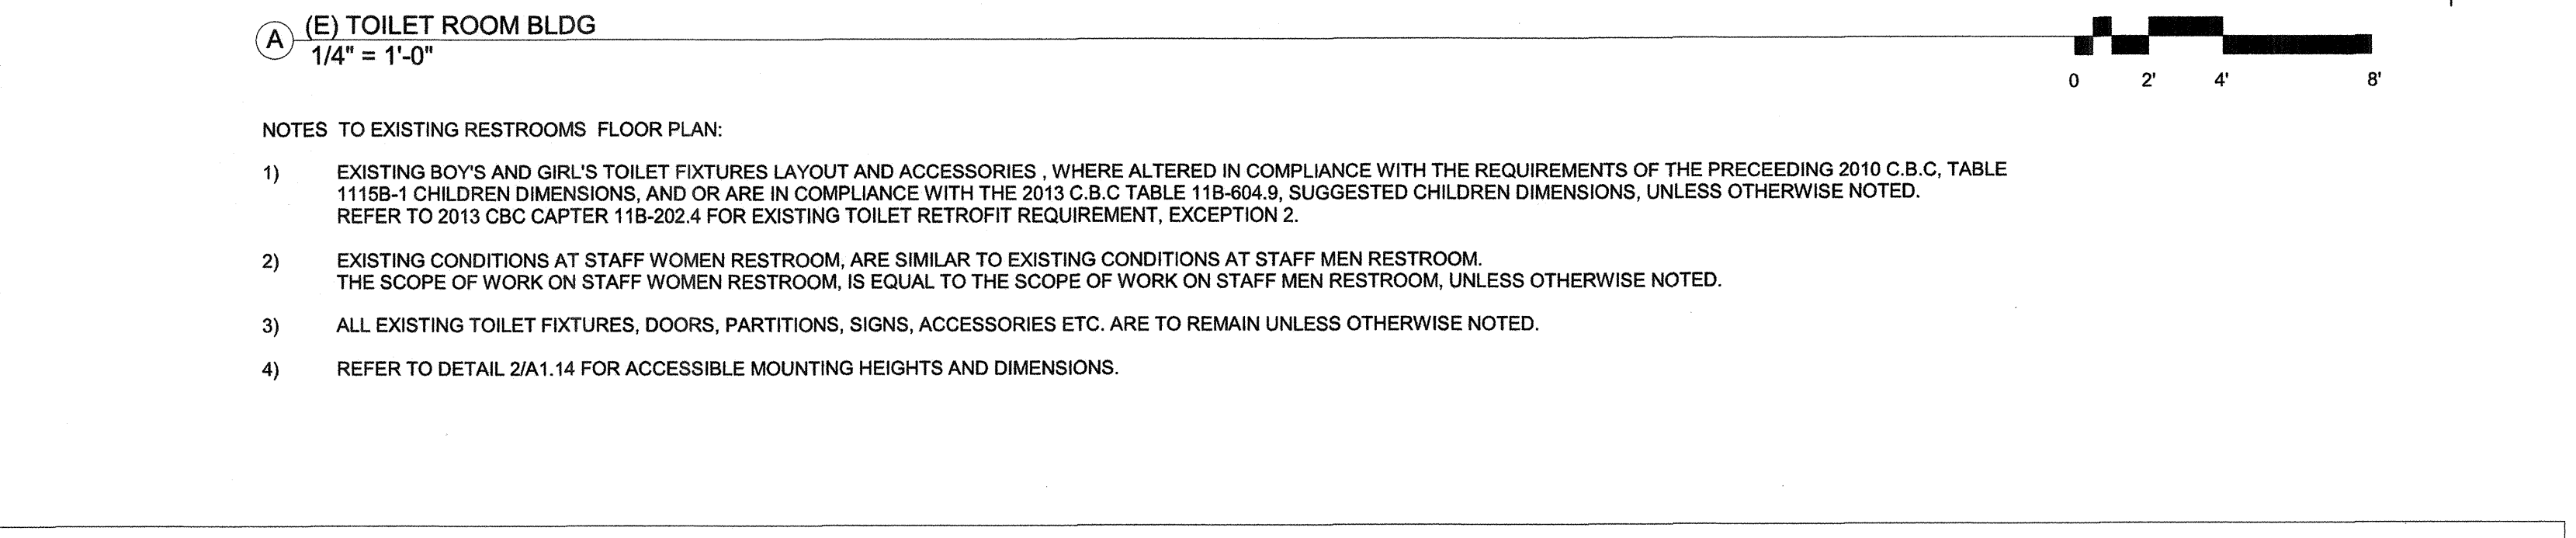 A
(E) TOILET ROOM BLDG
1/4" = 1'-0"
0 2' 4' 8'
NOTES TO EXISTING RESTROOMS FLOOR PLAN:
1) EXISTING BOY'S AND GIRL'S TOILET FIXTURES LAYOUT AND ACCESSORIES , WHERE ALTERED IN COMPLIANCE WITH THE REQUIREMENTS OF THE PRECEEDING 2010 C.B.C, TABLE
1115B-1 CHILDREN DIMENSIONS, AND OR ARE IN COMPLIANCE WITH THE 2013 C.B.C TABLE 11B-604.9, SUGGESTED CHILDREN DIMENSIONS, UNLESS OTHERWISE NOTED.
REFER TO 2013 CBC CAPTER 11B-202.4 FOR EXISTING TOILET RETROFIT REQUIREMENT, EXCEPTION 2.
2) EXISTING CONDITIONS AT STAFF WOMEN RESTROOM, ARE SIMILAR TO EXISTING CONDITIONS AT STAFF MEN RESTROOM.
THE SCOPE OF WORK ON STAFF WOMEN RESTROOM, IS EQUAL TO THE SCOPE OF WORK ON STAFF MEN RESTROOM, UNLESS OTHERWISE NOTED.
3) ALL EXISTING TOILET FIXTURES, DOORS, PARTITIONS, SIGNS, ACCESSORIES ETC. ARE TO REMAIN UNLESS OTHERWISE NOTED.
4) REFER TO DETAIL 2/A1.14 FOR ACCESSIBLE MOUNTING HEIGHTS AND DIMENSIONS.